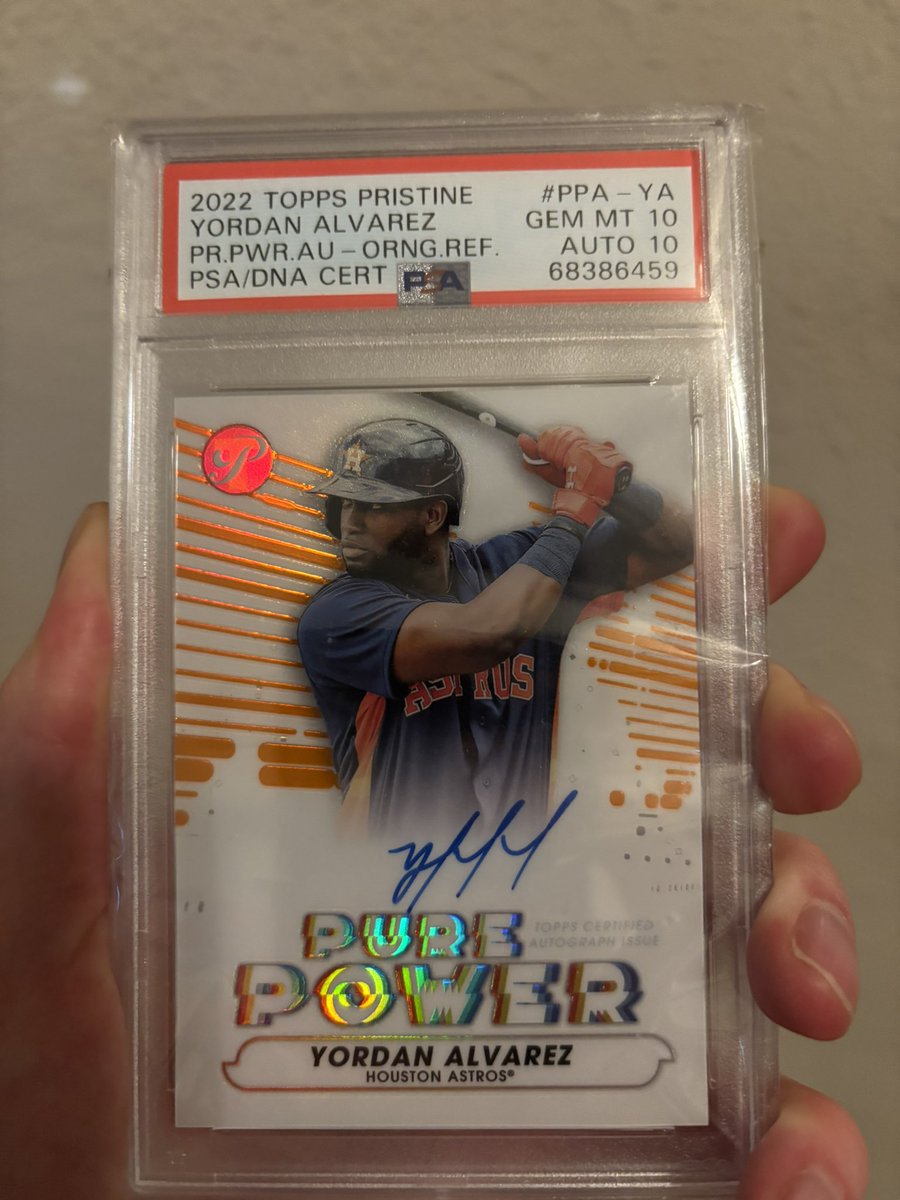 2022 TOPPS PRISTINE #PPA-YA
YORDAN ALVAREZ GEM MT 10
PR.PWR.AU-ORNG.REF. AUTO 10
PSA/DNA CERT PSA 68386459
P
H
ASTROS
PURE
TOPPS CERTIFIED
AUTOGRAPH ISSUE
POWER
YORDAN ALVAREZ
HOUSTON ASTROS®